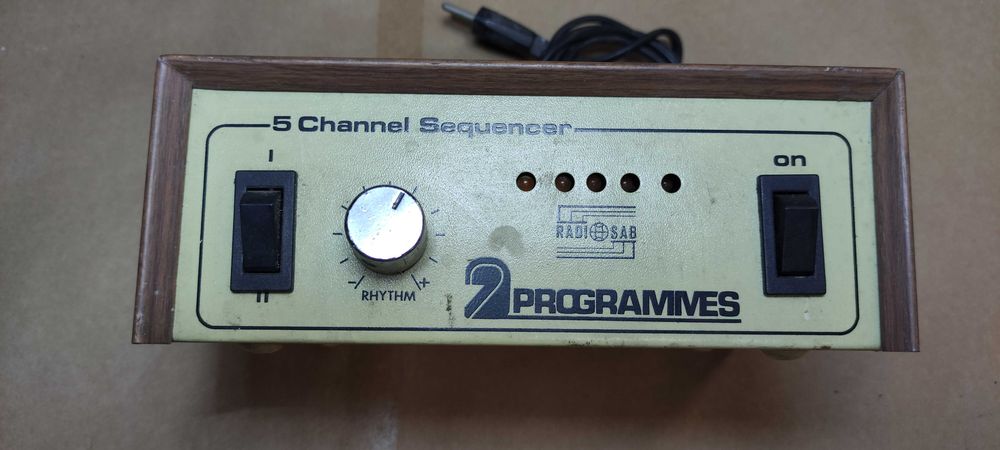 5 Channel Sequencer
I
on
RADIO SAB
II
- RHYTHM +
2 PROGRAMMES